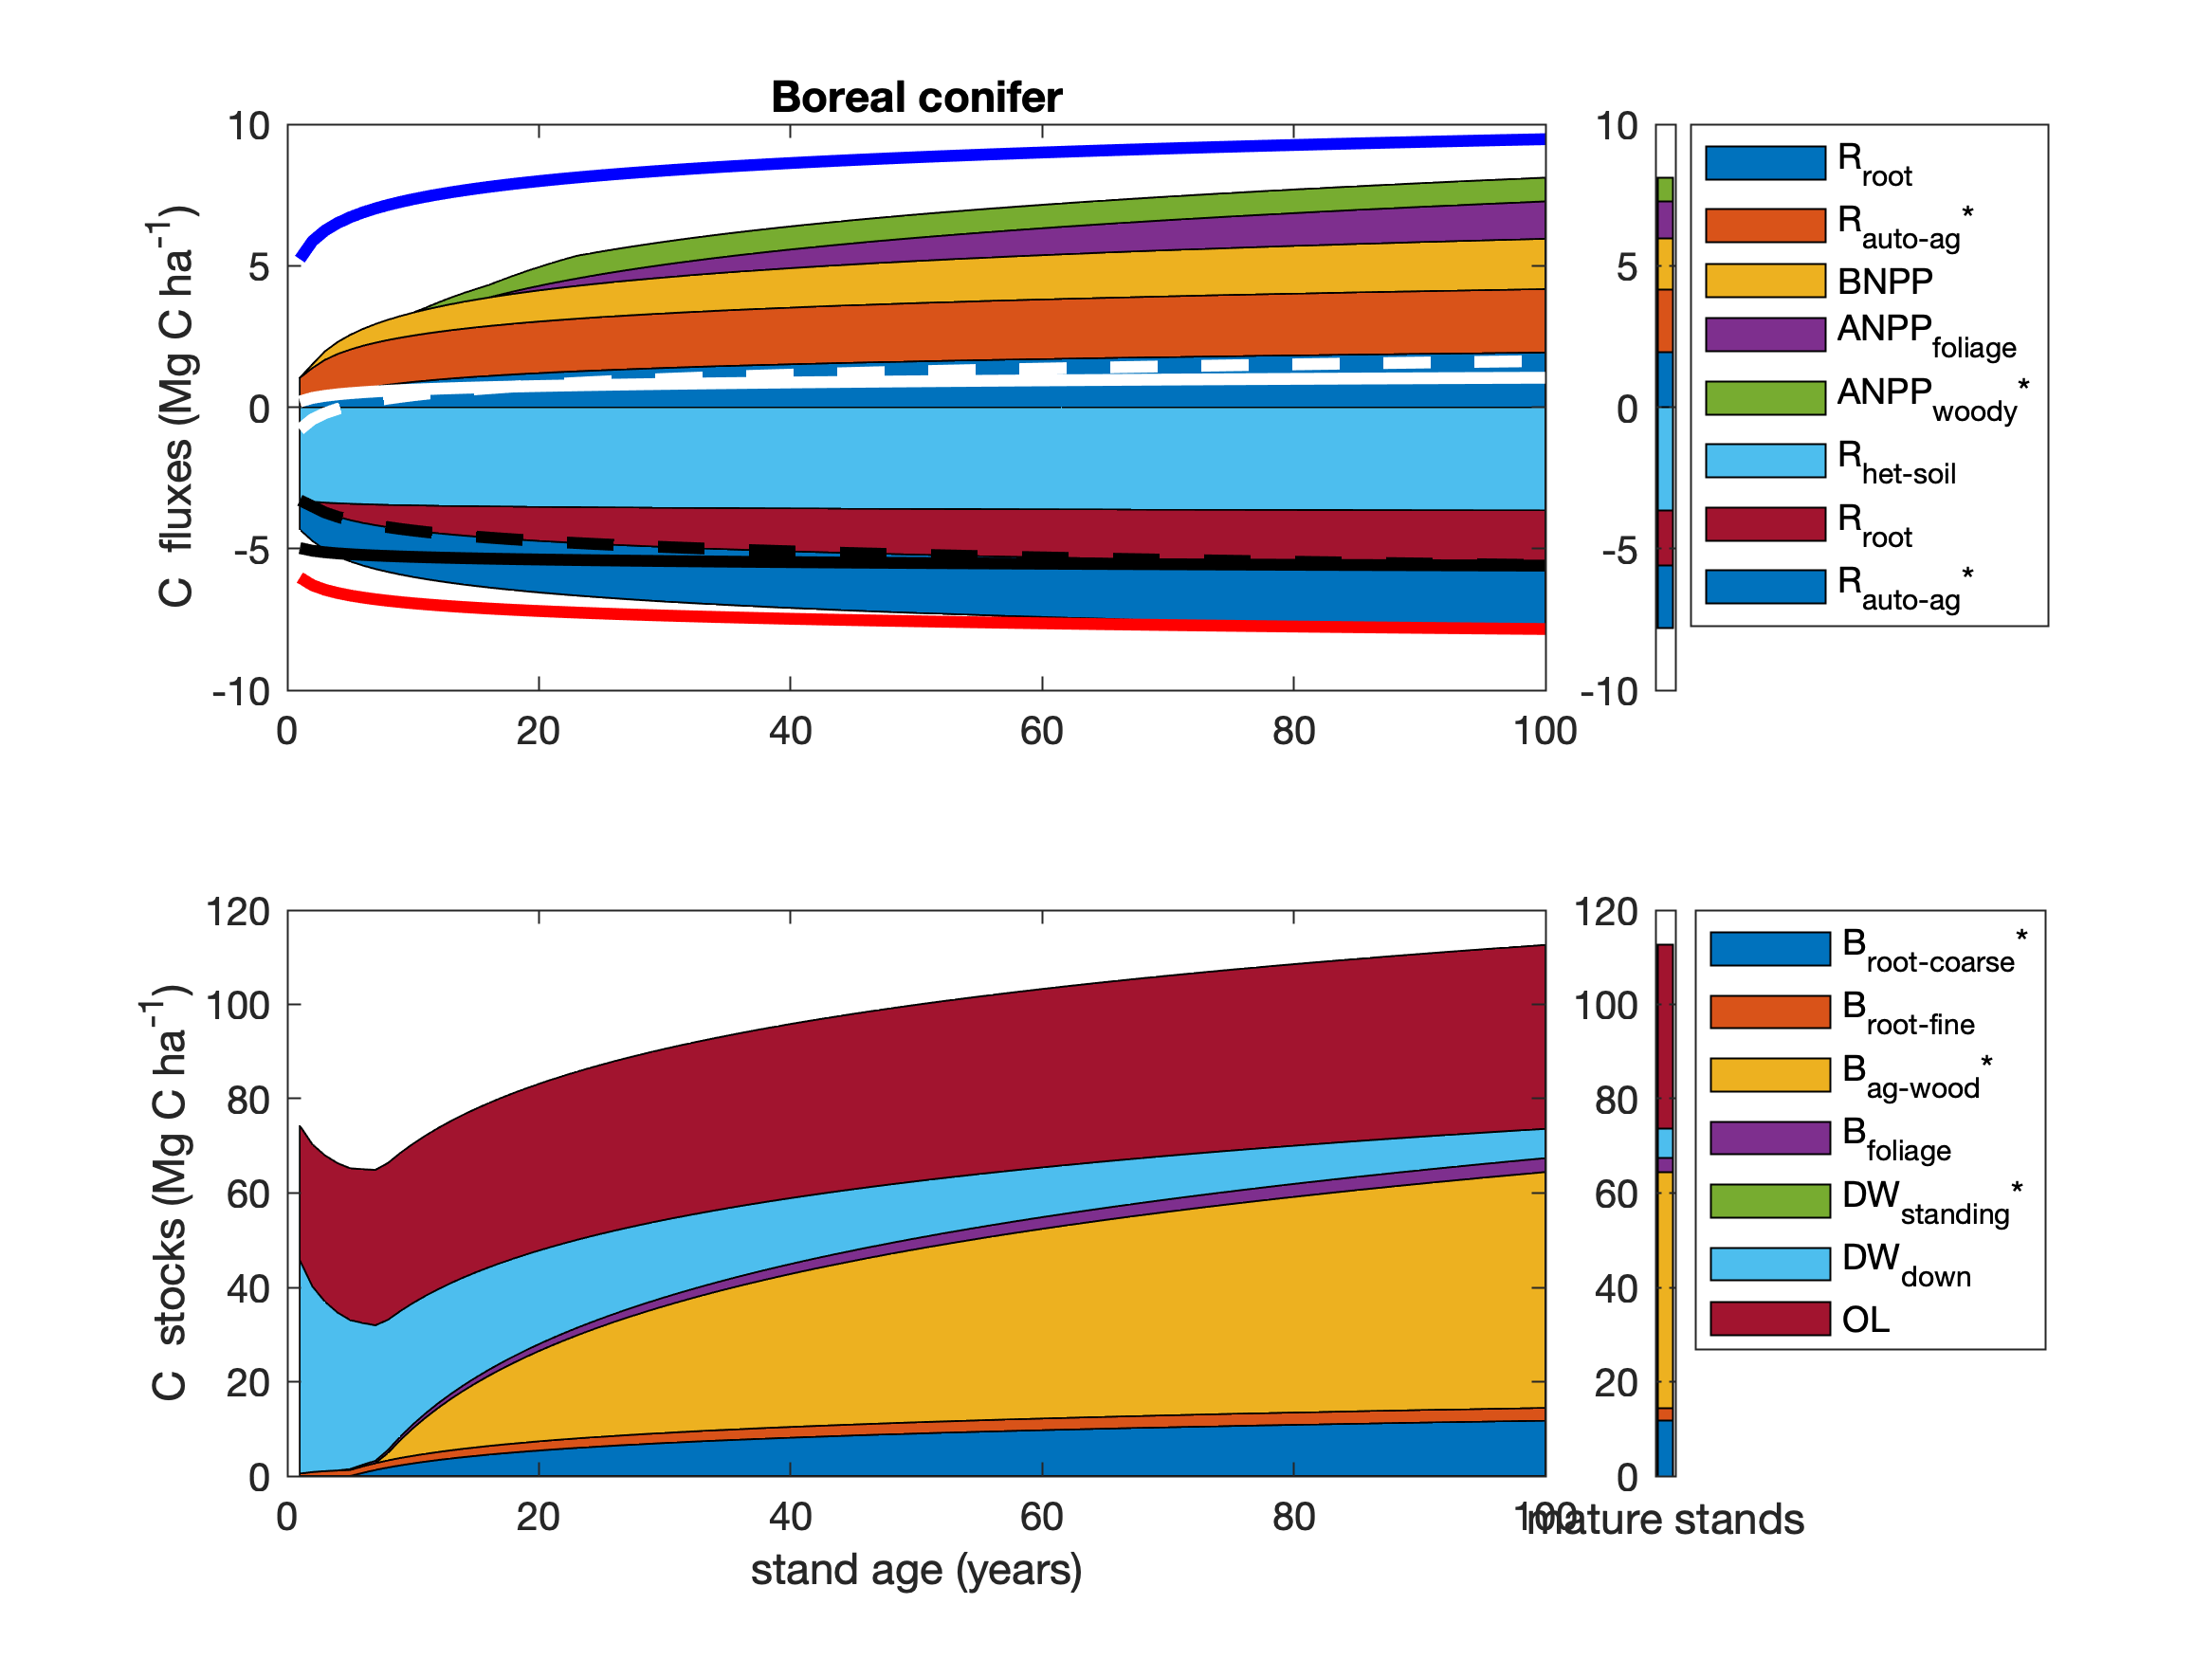 Boreal conifer
C fluxes (Mg C ha-1)
10
5
0
-5
-10
0 20 40 60 80 100
10
5
0
-5
-10
Rroot
Rauto-ag*
BNPP
ANPPfoliage
ANPPwoody*
Rhet-soil
Rroot
Rauto-ag*
C stocks (Mg C ha-1)
120
100
80
60
40
20
0
0 20 40 60 80 100
stand age (years)
120
100
80
60
40
20
0
mature stands
Broot-coarse*
Broot-fine
Bag-wood*
Bfoliage
DWstanding*
DWdown
OL